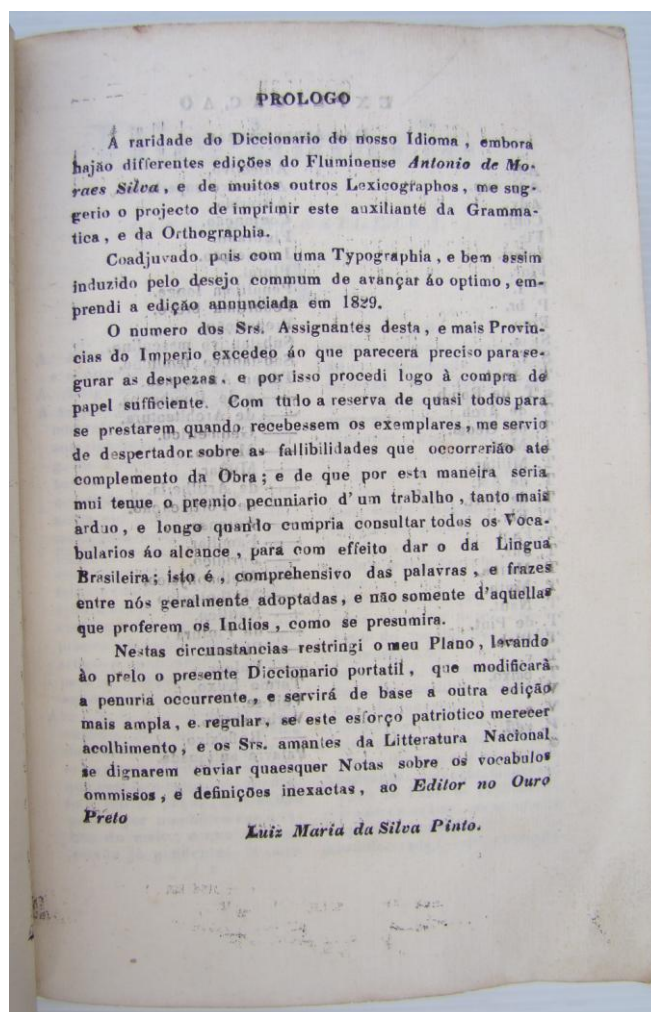 PROLOGO
A raridade do Diccionario do nosso Idioma , embora
hajão differentes edições do Fluminense Antonio de Mo-
raes Silva , e de muitos outros Lexicographos , me sug-
gerio o projecto de imprimir este auxiliante da Gramma-
tica , e da Orthographia.
Coadjuvado pois com uma Typographia , e bem assim
induzido pelo desejo commum de avançar áo optimo , em-
prendi a edição annunciada em 1829.
O numero dos Srs. Assignantes desta , e mais Provin-
cias do Imperio excedeo áo que parecera preciso para se-
gurar as despezas , e por isso procedi logo à compra de
papel sufficiente. Com tudo a reserva de quasi todos para
se prestarem quando recebessem os exemplares , me servio
de despertador sobre as fallibilidades que occorrerião até
complemento da Obra ; e de que por esta maneira seria
mui tenue o premio pecuniario d' um trabalho , tanto mais
arduo , e longo quando cumpria consultar todos os Voca-
bularios áo alcance , para com effeito dar o da Lingua
Brasileira ; isto é , comprehensivo das palavras , e frazes
entre nós geralmente adoptadas , e não somente d'aquellas
que proferem os Indios , como se presumira.
Nestas circunstancias restringi o meu Plano , levando
ào prelo o presente Diccionario portatil , que modificarà
a penuria occurrente , e servirá de base a outra edição
mais ampla , e regular , se este esforço patriotico merecer
acolhimento , e os Srs. amantes da Litteratura Nacional
se dignarem enviar quaesquer Notas sobre os vocabulos
ommissos , e definições inexactas , ao Editor no Ouro
Preto
Luiz Maria da Silva Pinto.